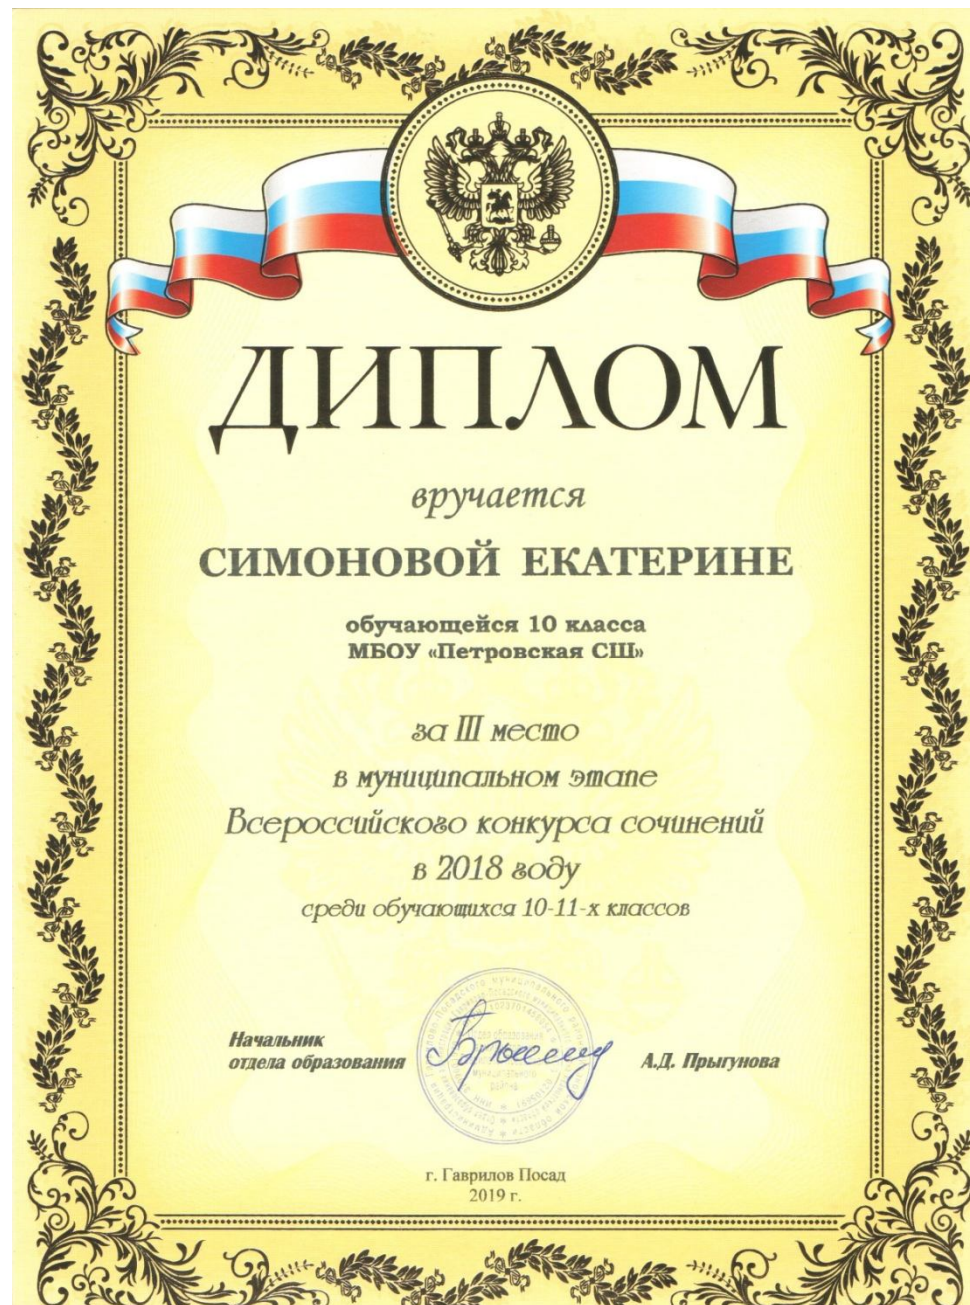 ДИПЛОМ
вручается
СИМОНОВОЙ ЕКАТЕРИНЕ
обучающейся 10 класса
МБОУ «Петровская СШ»
за III место
в муниципальном этапе
Всероссийского конкурса сочинений
в 2018 году
среди обучающихся 10-11-х классов
Начальник
отдела образования
А.Д. Прыгунова
г. Гаврилов Посад
2019 г.